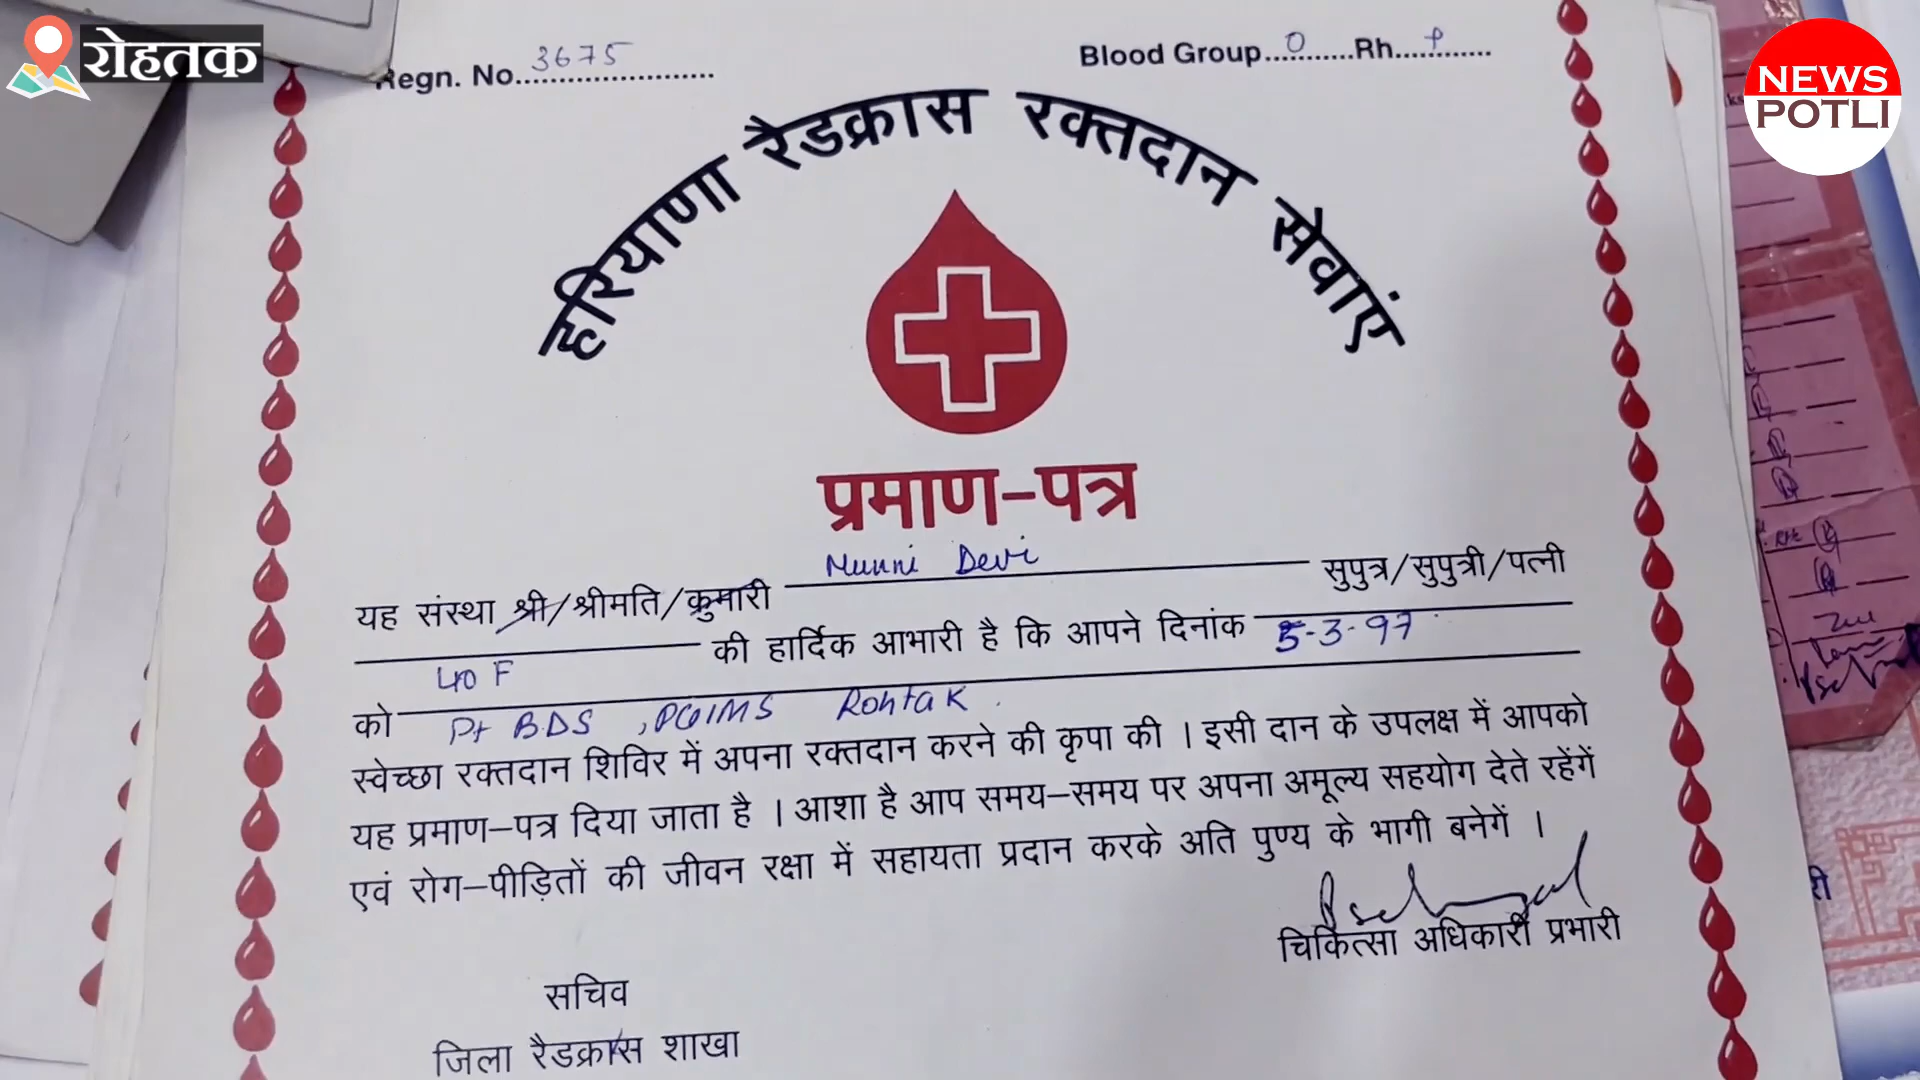 रोहतक
NEWS
POTLI
Regn. No. 3675
Blood Group 0 Rh
हरियाणा रैडक्रास रक्तदान सेवाएं
प्रमाण-पत्र
यह संस्था श्री/श्रीमति/कुमारी Munni Devi सुपुत्र/सुपुत्री/पत्नी
40 F की हार्दिक आभारी है कि आपने दिनांक 5-3-97
को Pt BDS, PGIMS Rohtak
स्वेच्छा रक्तदान शिविर में अपना रक्तदान करने की कृपा की । इसी दान के उपलक्ष में आपको
यह प्रमाण-पत्र दिया जाता है । आशा है आप समय-समय पर अपना अमूल्य सहयोग देते रहेंगें
एवं रोग-पीड़ितों की जीवन रक्षा में सहायता प्रदान करके अति पुण्य के भागी बनेगें ।
चिकित्सा अधिकारी प्रभारी
सचिव
जिला रैडक्रास शाखा